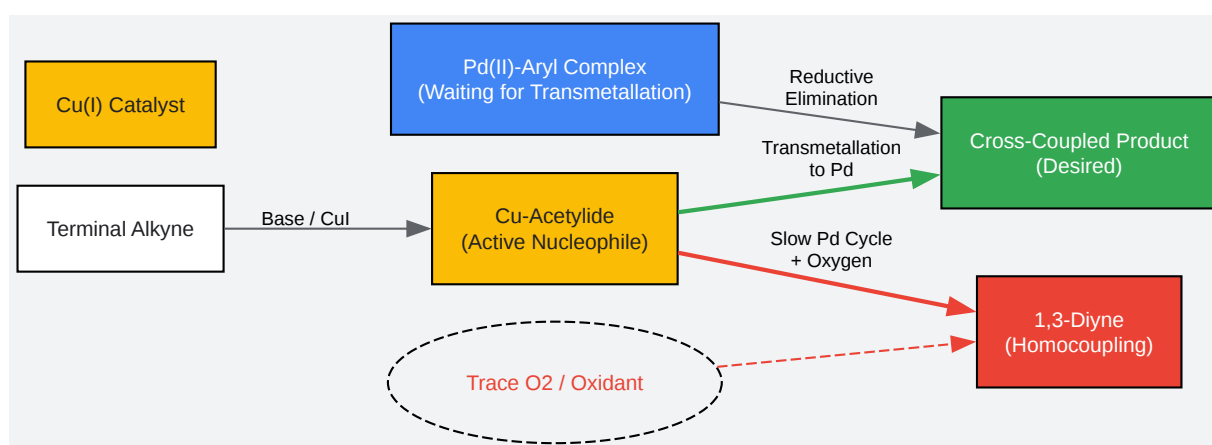 Cu(I) Catalyst
Pd(II)-Aryl Complex
(Waiting for Transmetallation)
Reductive
Elimination
Cross-Coupled Product
(Desired)
Transmetallation
to Pd
Terminal Alkyne
Base / CuI
Cu-Acetylide
(Active Nucleophile)
Slow Pd Cycle
+ Oxygen
1,3-Diyne
(Homocoupling)
Trace O2 / Oxidant